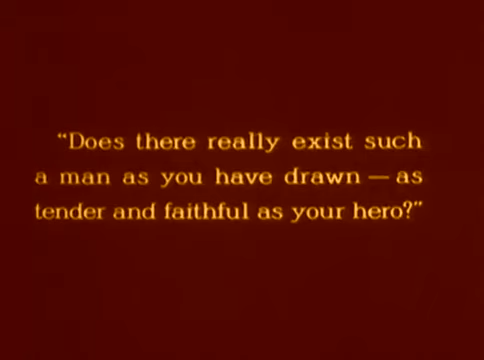 “Does there really exist such
a man as you have drawn — as
tender and faithful as your hero?”